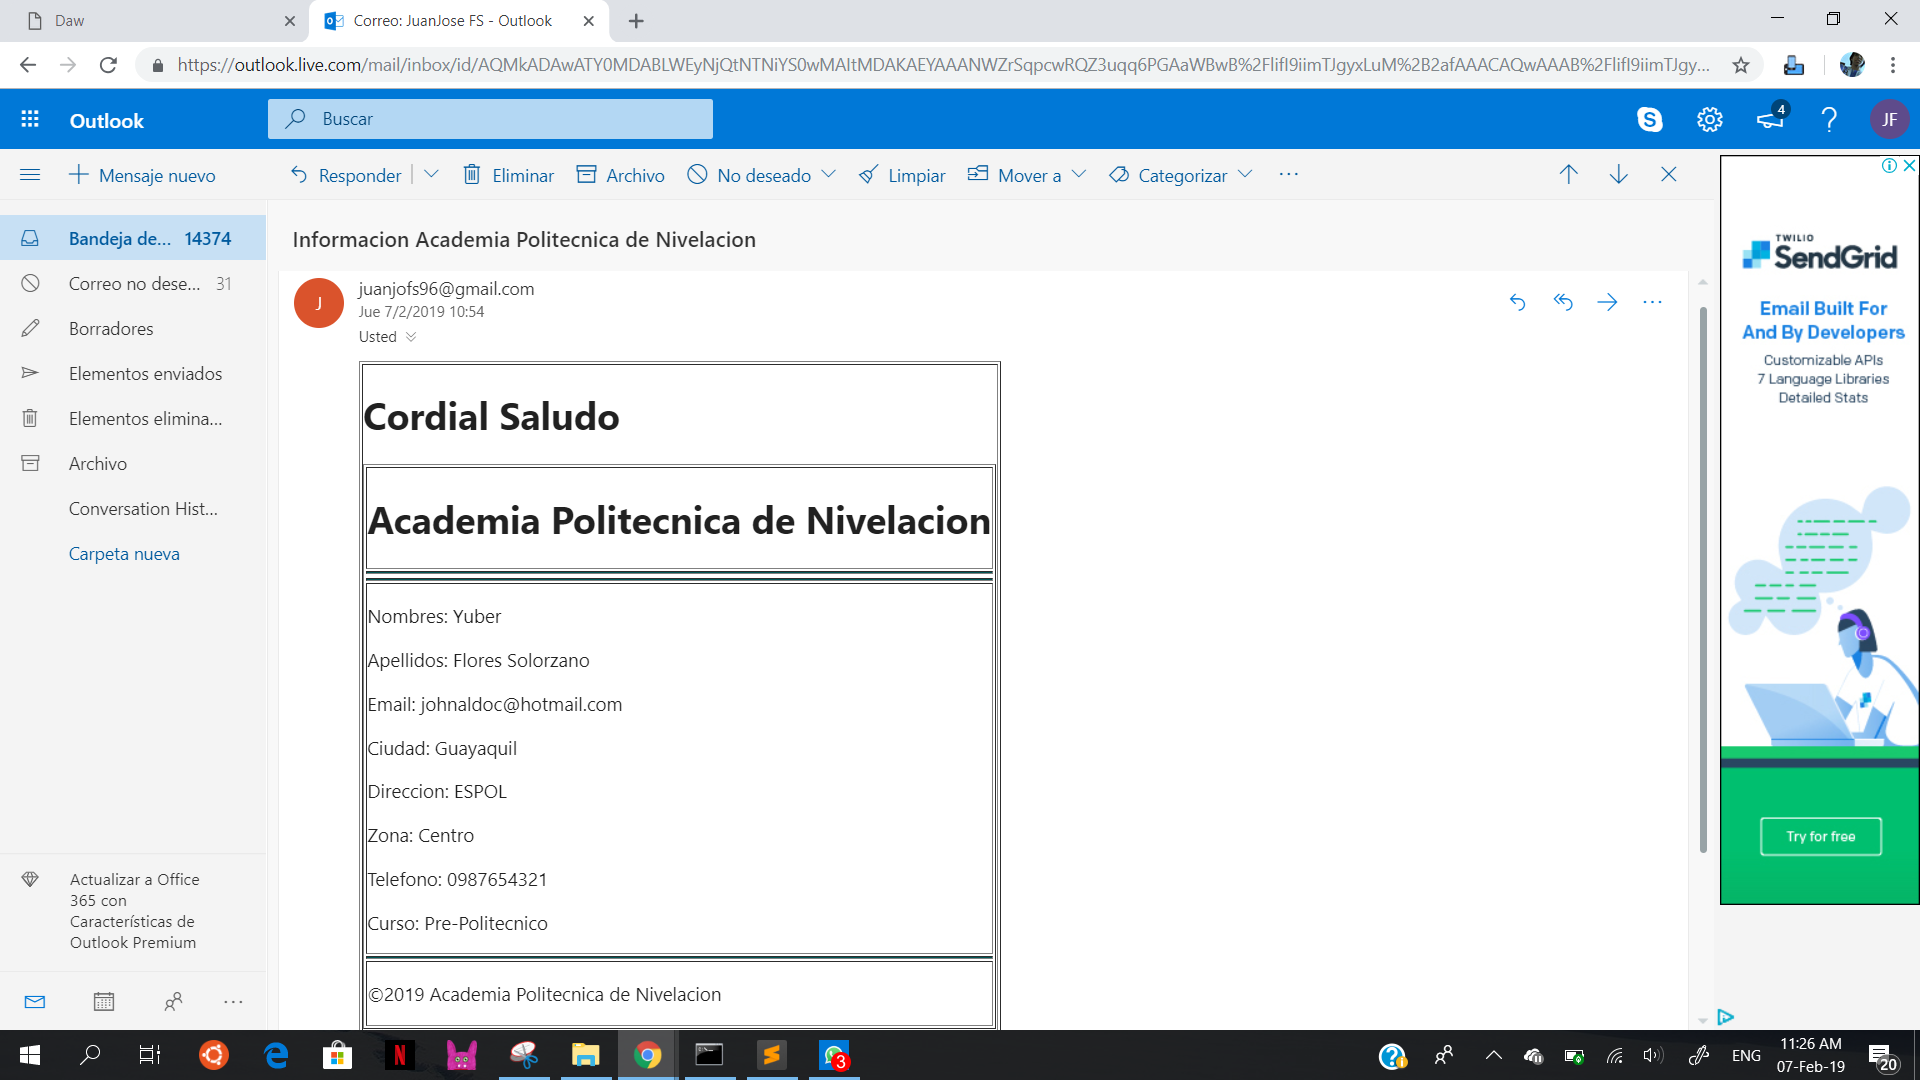 Daw
Correo: JuanJose FS - Outlook
https://outlook.live.com/mail/inbox/id/AQMkADAwATY0MDABLWEyNjQtNTNiYS0wMAItMDAKAEYAAANWZrSqpcwRQZ3uqq6PGAaWBwB%2FlifI9iimTJgyxLuM%2B2afAAACAQwAAAB%2FlifI9iimTJgy...
Outlook
Buscar
4
JF
Mensaje nuevo
Responder
Eliminar
Archivo
No deseado
Limpiar
Mover a
Categorizar
Bandeja de... 14374
Correo no dese... 31
Borradores
Elementos enviados
Elementos elimina...
Archivo
Conversation Hist...
Carpeta nueva
Actualizar a Office
365 con
Características de
Outlook Premium
Informacion Academia Politecnica de Nivelacion
J
juanjofs96@gmail.com
Jue 7/2/2019 10:54
Usted
Cordial Saludo
Academia Politecnica de Nivelacion
Nombres: Yuber
Apellidos: Flores Solorzano
Email: johnaldoc@hotmail.com
Ciudad: Guayaquil
Direccion: ESPOL
Zona: Centro
Telefono: 0987654321
Curso: Pre-Politecnico
©2019 Academia Politecnica de Nivelacion
TWILIO
SendGrid
Email Built For
And By Developers
Customizable APIs
7 Language Libraries
Detailed Stats
Try for free
3
ENG
11:26 AM
07-Feb-19
20